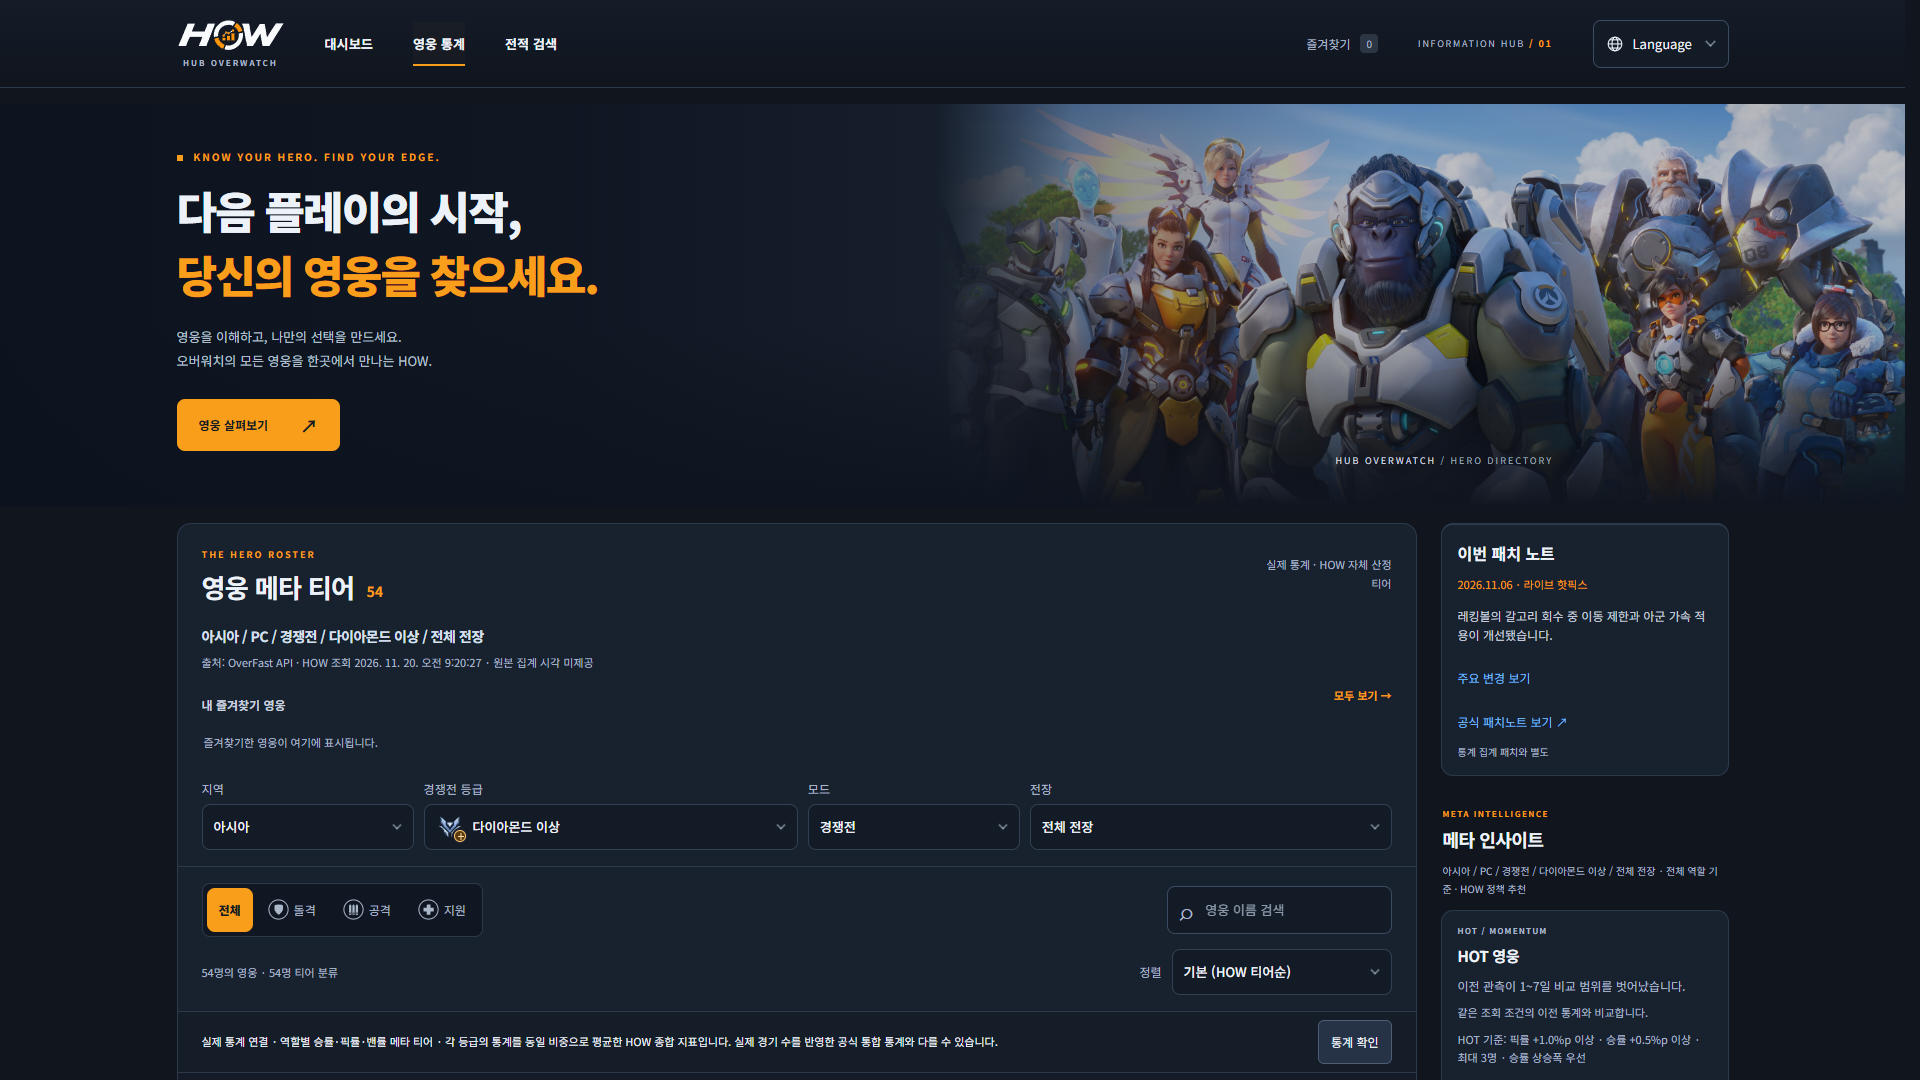 HOW
HUB OVERWATCH
대시보드
영웅 통계
전적 검색
즐겨찾기 0
INFORMATION HUB / 01
Language
KNOW YOUR HERO. FIND YOUR EDGE.
다음 플레이의 시작,
당신의 영웅을 찾으세요.
영웅을 이해하고, 나만의 선택을 만드세요.
오버워치의 모든 영웅을 한곳에서 만나는 HOW.
영웅 살펴보기 ↗
HUB OVERWATCH / HERO DIRECTORY
THE HERO ROSTER
영웅 메타 티어 54
실제 통계 · HOW 자체 산정
티어
아시아 / PC / 경쟁전 / 다이아몬드 이상 / 전체 전장
출처: OverFast API · HOW 조회 2026. 11. 20. 오전 9:20:27 · 원본 집계 시각 미제공
내 즐겨찾기 영웅
모두 보기 →
즐겨찾기한 영웅이 여기에 표시됩니다.
지역
경쟁전 등급
모드
전장
아시아
다이아몬드 이상
경쟁전
전체 전장
전체
돌격
공격
지원
영웅 이름 검색
54명의 영웅 · 54명 티어 분류
정렬
기본 (HOW 티어순)
실제 통계 연결 · 역할별 승률·픽률·밴률 메타 티어 · 각 등급의 통계를 동일 비중으로 평균한 HOW 종합 지표입니다. 실제 경기 수를 반영한 공식 통합 통계와 다를 수 있습니다.
통계 확인
이번 패치 노트
2026.11.06 · 라이브 핫픽스
레킹볼의 갈고리 회수 중 이동 제한과 아군 가속 적
용이 개선됐습니다.
주요 변경 보기
공식 패치노트 보기 ↗
통계 집계 패치와 별도
META INTELLIGENCE
메타 인사이트
아시아 / PC / 경쟁전 / 다이아몬드 이상 / 전체 전장 · 전체 역할 기
준 · HOW 정책 추천
HOT / MOMENTUM
HOT 영웅
이전 관측이 1~7일 비교 범위를 벗어났습니다.
같은 조회 조건의 이전 통계와 비교합니다.
HOT 기준: 픽률 +1.0%p 이상 · 승률 +0.5%p 이상 ·
최대 3명 · 승률 상승폭 우선